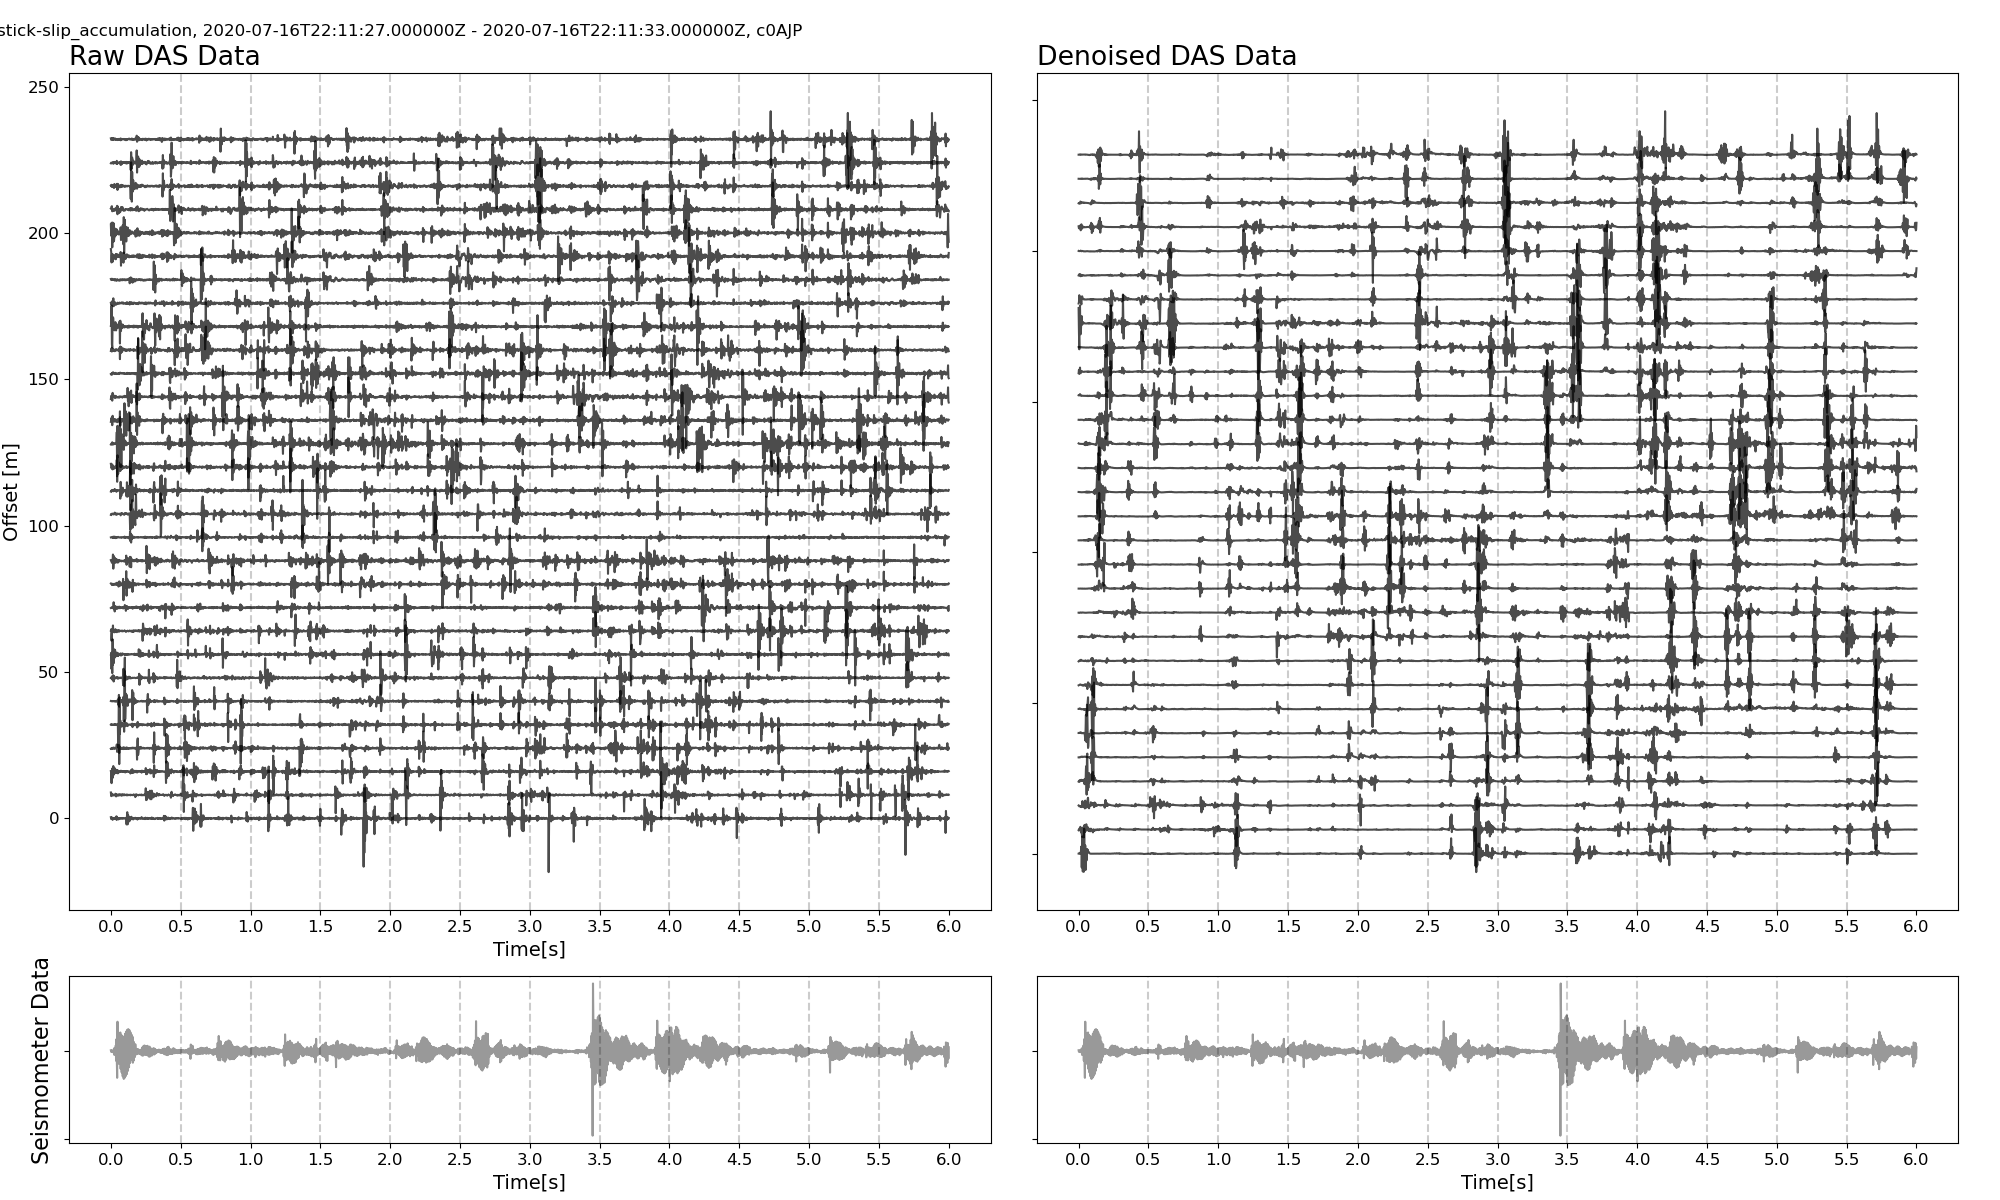 stick-slip_accumulation, 2020-07-16T22:11:27.000000Z - 2020-07-16T22:11:33.000000Z, c0AJP
Raw DAS Data
Denoised DAS Data
Offset [m]
250
200
150
100
50
0
0.0 0.5 1.0 1.5 2.0 2.5 3.0 3.5 4.0 4.5 5.0 5.5 6.0
Time[s]
0.0 0.5 1.0 1.5 2.0 2.5 3.0 3.5 4.0 4.5 5.0 5.5 6.0
Seismometer Data
0.0 0.5 1.0 1.5 2.0 2.5 3.0 3.5 4.0 4.5 5.0 5.5 6.0
Time[s]
0.0 0.5 1.0 1.5 2.0 2.5 3.0 3.5 4.0 4.5 5.0 5.5 6.0
Time[s]